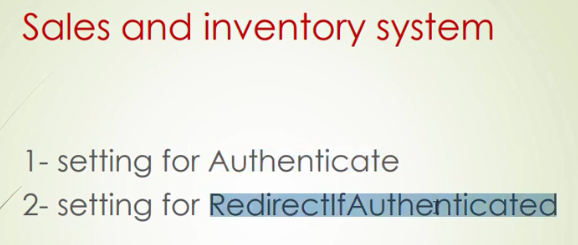 Sales and inventory system
1- setting for Authenticate
2- setting for RedirectIfAuthenticated